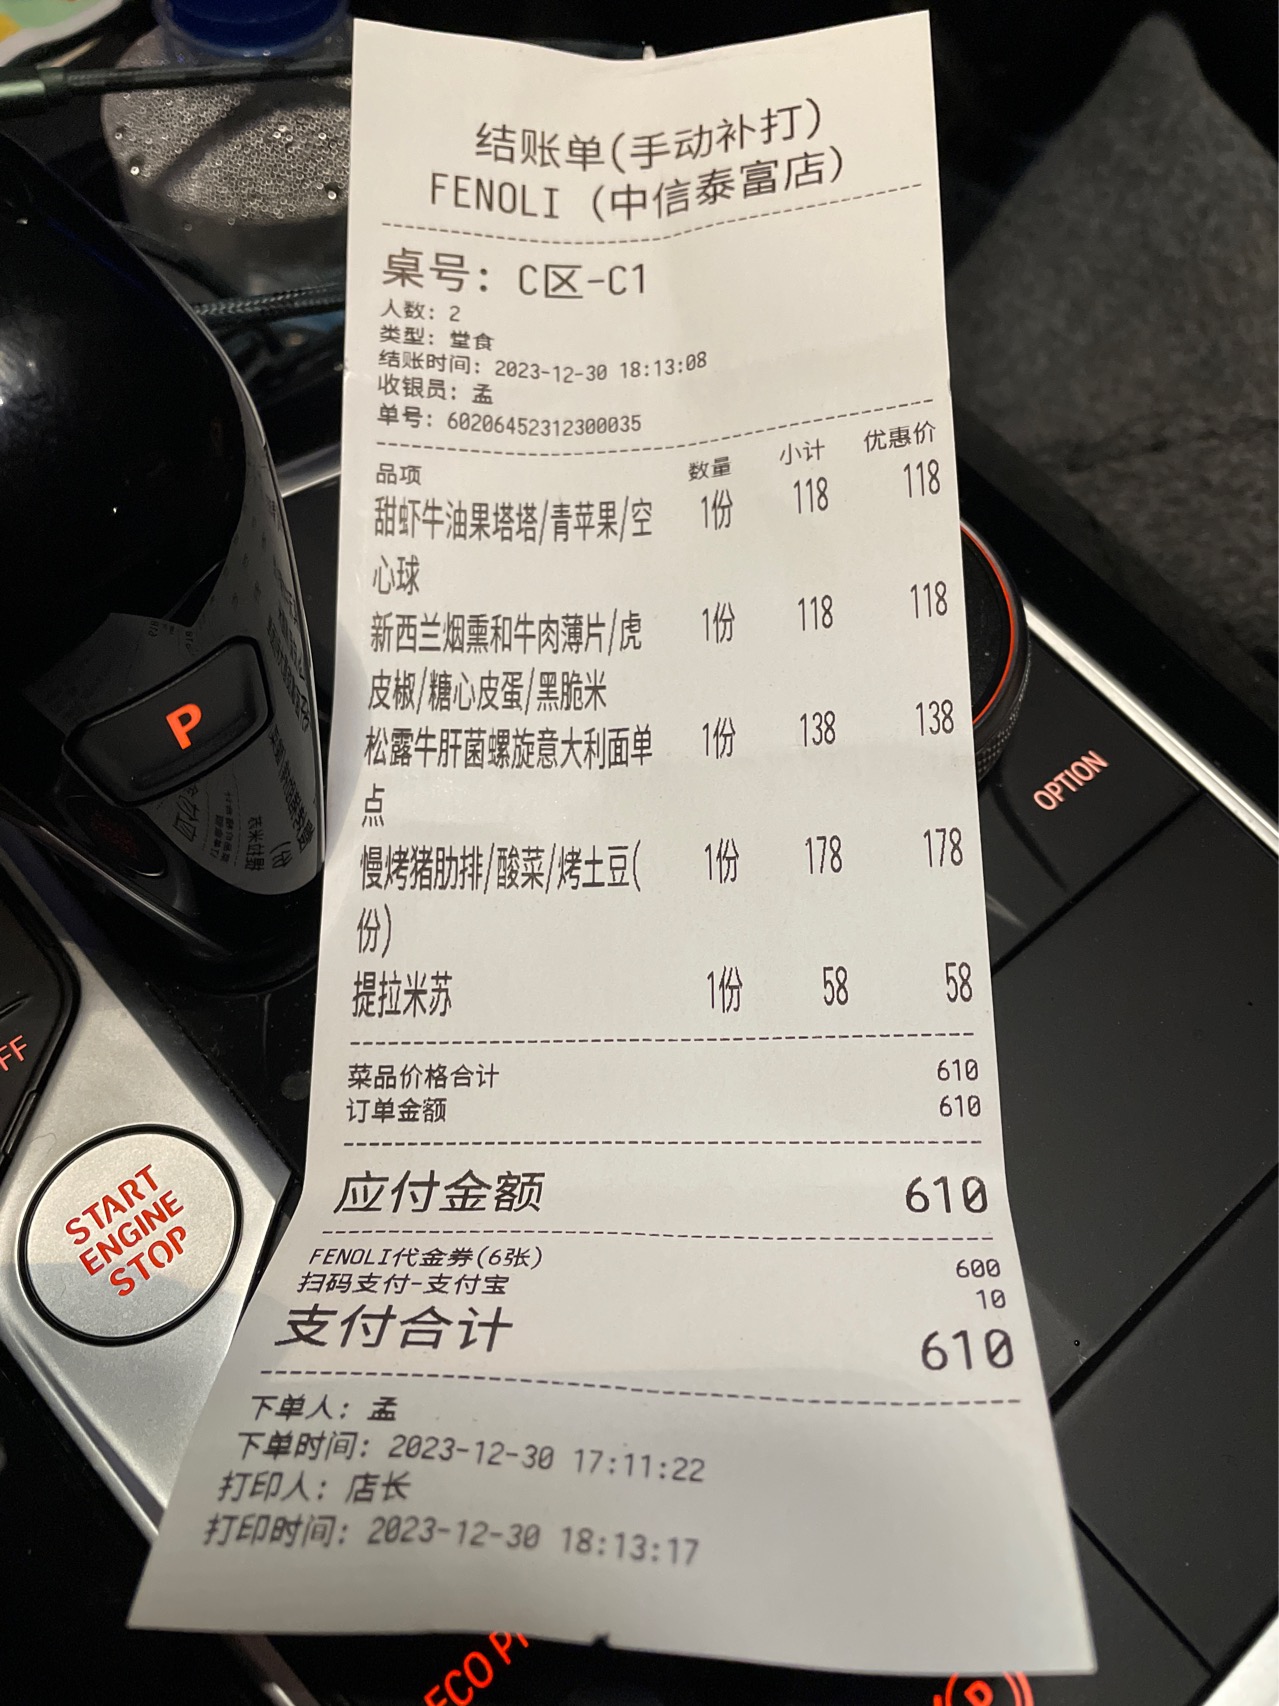 结账单(手动补打)
FENOLI (中信泰富店)
桌号: C区-C1
人数: 2
类型: 堂食
结账时间: 2023-12-30 18:13:08
收银员: 孟
单号: 60206452312300035
品项 数量 小计 优惠价
甜虾牛油果塔塔/青苹果/空 1份 118 118
心球
新西兰烟熏和牛肉薄片/虎 1份 118 118
皮椒/糖心皮蛋/黑脆米
松露牛肝菌螺旋意大利面单 1份 138 138
点
慢烤猪肋排/酸菜/烤土豆( 1份 178 178
份)
提拉米苏 1份 58 58
菜品价格合计 610
订单金额 610
应付金额 610
FENOLI代金券(6张) 600
扫码支付-支付宝 10
支付合计 610
下单人: 孟
下单时间: 2023-12-30 17:11:22
打印人: 店长
打印时间: 2023-12-30 18:13:17
P
OPTION
FF
START
ENGINE
STOP
ECO P
P